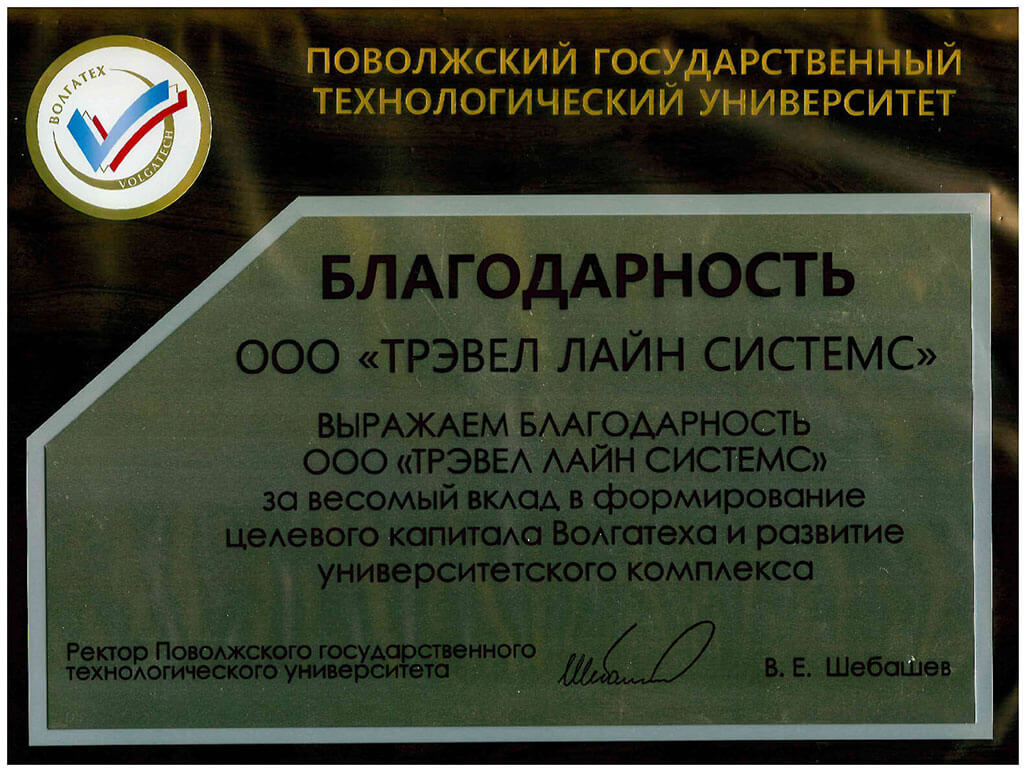 ВОЛГАТЕХ
VOLGATECH
ПОВОЛЖСКИЙ ГОСУДАРСТВЕННЫЙ
ТЕХНОЛОГИЧЕСКИЙ УНИВЕРСИТЕТ
БЛАГОДАРНОСТЬ
ООО «ТРЭВЕЛ ЛАЙН СИСТЕМС»
ВЫРАЖАЕМ БЛАГОДАРНОСТЬ
ООО «ТРЭВЕЛ ЛАЙН СИСТЕМС»
за весомый вклад в формирование
целевого капитала Волгатеха и развитие
университетского комплекса
Ректор Поволжского государственного
технологического университета
Шебашев
В. Е. Шебашев